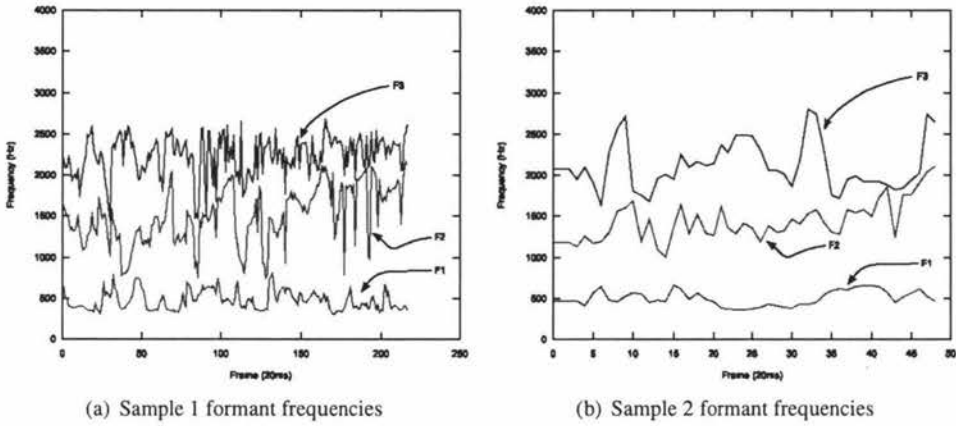 4000
3500
3000
2500
2000
1500
1000
500
0
Frequency (Hz)
F3
F2
F1
0 50 100 150 200 250
Frame (20ms)
(a) Sample 1 formant frequencies
4000
3500
3000
2500
2000
1500
1000
500
0
Frequency (Hz)
F3
F2
F1
0 5 10 15 20 25 30 35 40 45 50
Frame (20ms)
(b) Sample 2 formant frequencies